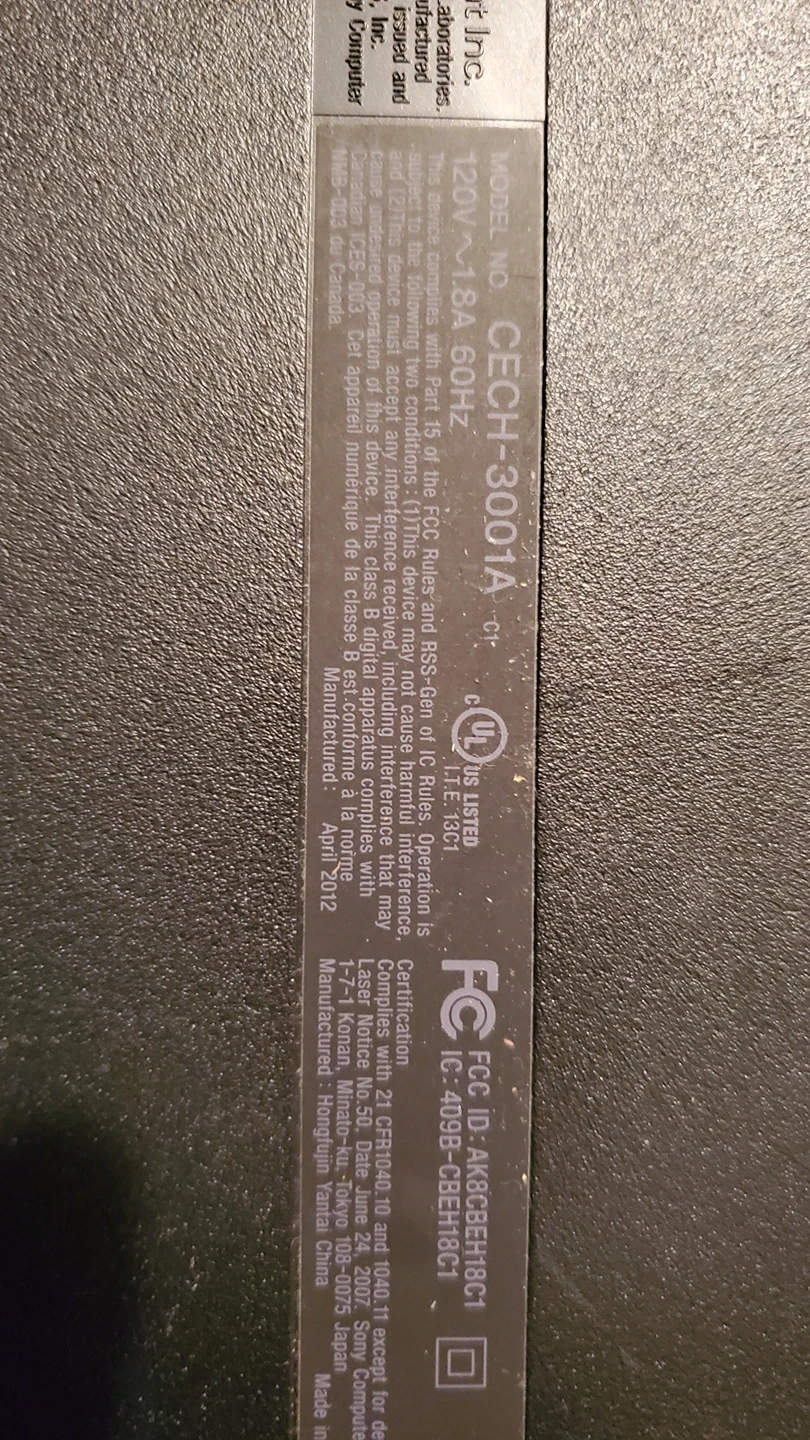 t Inc.
aboratories.
ufactured
issued and
, Inc.
y Computer
MODEL NO. CECH-3001A C1
120V~1.8A 60Hz
C UL US LISTED
I.T.E. 13C1
This device complies with Part 15 of the FCC Rules and RSS-Gen of IC Rules. Operation is
subject to the following two conditions : (1)This device may not cause harmful interference,
and (2)This device must accept any interference received, including interference that may
cause undesired operation of this device. This class B digital apparatus complies with
Canadian ICES-003. Cet appareil numérique de la classe B est conforme à la norme
NMB-003 du Canada.
Manufactured : April 2012
FC FCC ID : AK8CBEH18C1
IC : 409B-CBEH18C1
Certification
Complies with 21 CFR1040.10 and 1040.11 except for de
Laser Notice No.50, Date June 24, 2007. Sony Compute
1-7-1 Konan, Minato-ku, Tokyo 108-0075 Japan
Manufactured : Hongfujin Yantai China Made in